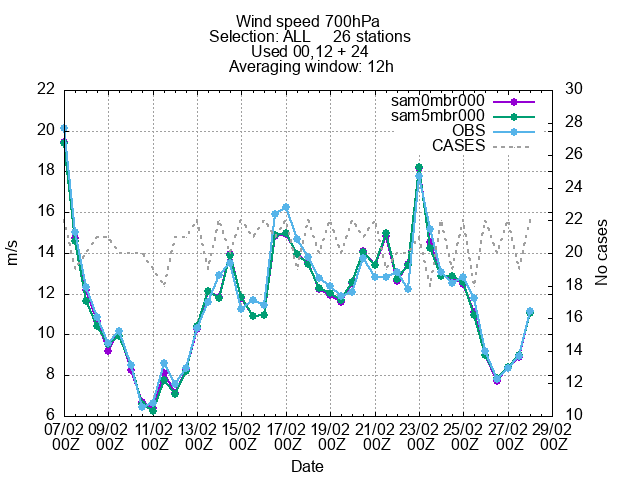 Wind speed 700hPa
Selection: ALL 26 stations
Used 00,12 + 24
Averaging window: 12h
sam0mbr000
sam5mbr000
OBS
CASES
m/s
22
20
18
16
14
12
10
8
6
No cases
30
28
26
24
22
20
18
16
14
12
10
07/02 09/02 11/02 13/02 15/02 17/02 19/02 21/02 23/02 25/02 27/02 29/02
00Z 00Z 00Z 00Z 00Z 00Z 00Z 00Z 00Z 00Z 00Z 00Z
Date